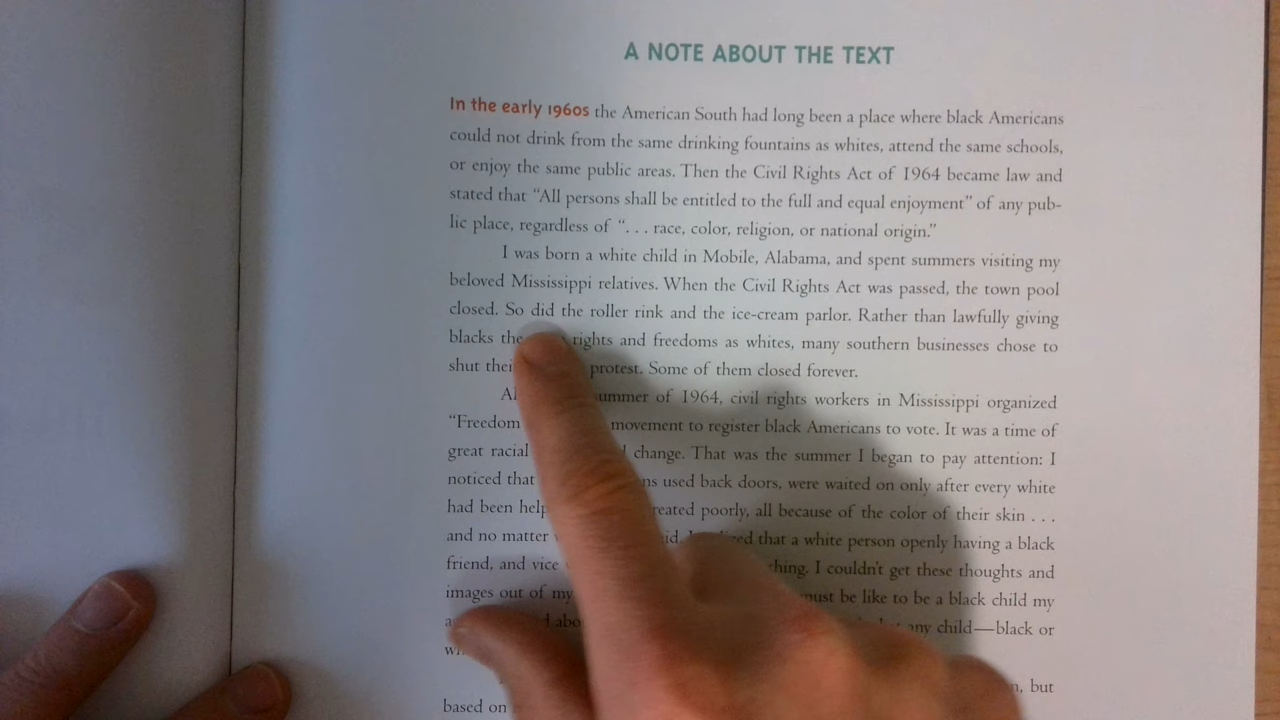 A NOTE ABOUT THE TEXT
In the early 1960s the American South had long been a place where black Americans
could not drink from the same drinking fountains as whites, attend the same schools,
or enjoy the same public areas. Then the Civil Rights Act of 1964 became law and
stated that “All persons shall be entitled to the full and equal enjoyment” of any pub-
lic place, regardless of “. . . race, color, religion, or national origin.”
I was born a white child in Mobile, Alabama, and spent summers visiting my
beloved Mississippi relatives. When the Civil Rights Act was passed, the town pool
closed. So did the roller rink and the ice-cream parlor. Rather than lawfully giving
blacks the rights and freedoms as whites, many southern businesses chose to
shut their protest. Some of them closed forever.
summer of 1964, civil rights workers in Mississippi organized
“Freedom movement to register black Americans to vote. It was a time of
great racial change. That was the summer I began to pay attention: I
noticed that used back doors, were waited on only after every white
had been poorly, all because of the color of their skin . . .
and no matter that a white person openly having a black
friend, and vice I couldn’t get these thoughts and
images out of my must be like to be a black child my
any child—black or
but
based on